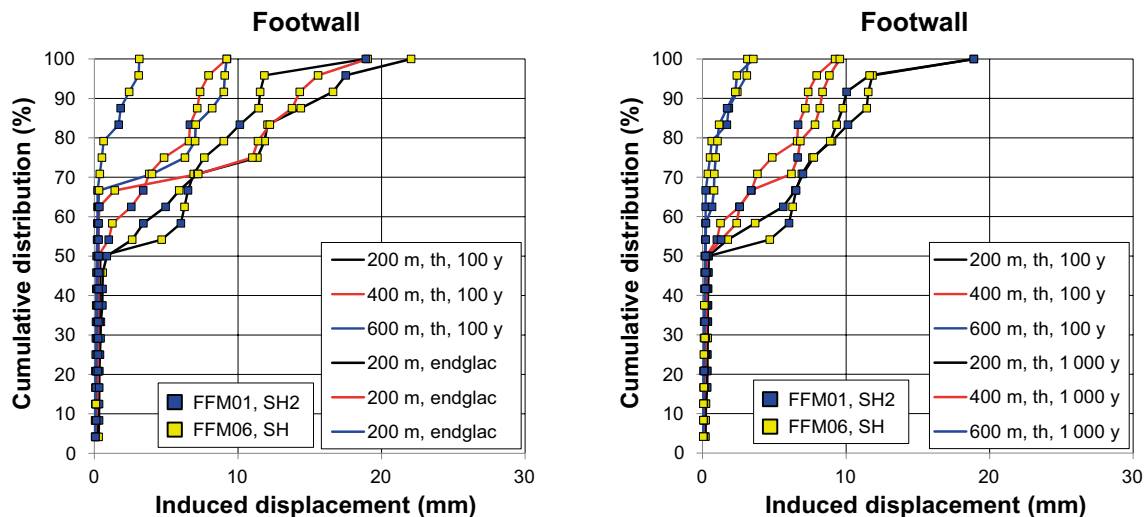 Footwall
Cumulative distribution (%)
100
90
80
70
60
50
40
30
20
10
0
200 m, th, 100 y
400 m, th, 100 y
600 m, th, 100 y
200 m, endglac
200 m, endglac
200 m, endglac
FFM01, SH2
FFM06, SH
0 10 20 30
Induced displacement (mm)
Footwall
Cumulative distribution (%)
100
90
80
70
60
50
40
30
20
10
0
200 m, th, 100 y
400 m, th, 100 y
600 m, th, 100 y
200 m, th, 1 000 y
400 m, th, 1 000 y
600 m, th, 1 000 y
FFM01, SH2
FFM06, SH
0 10 20 30
Induced displacement (mm)